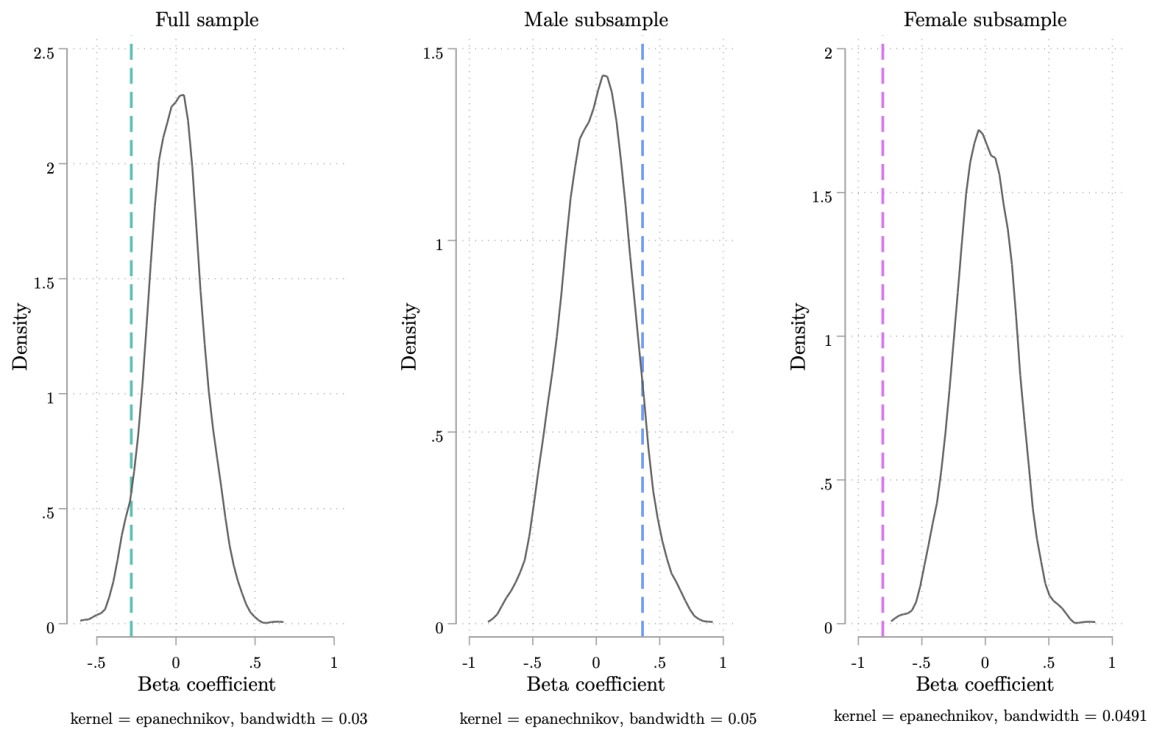 Full sample
2.5
2
1.5
1
.5
0
Density
-.5 0 .5 1
Beta coefficient
kernel = epanechnikov, bandwidth = 0.03
Male subsample
1.5
1
.5
0
Density
-1 -.5 0 .5 1
Beta coefficient
kernel = epanechnikov, bandwidth = 0.05
Female subsample
2
1.5
1
.5
0
Density
-1 -.5 0 .5 1
Beta coefficient
kernel = epanechnikov, bandwidth = 0.0491